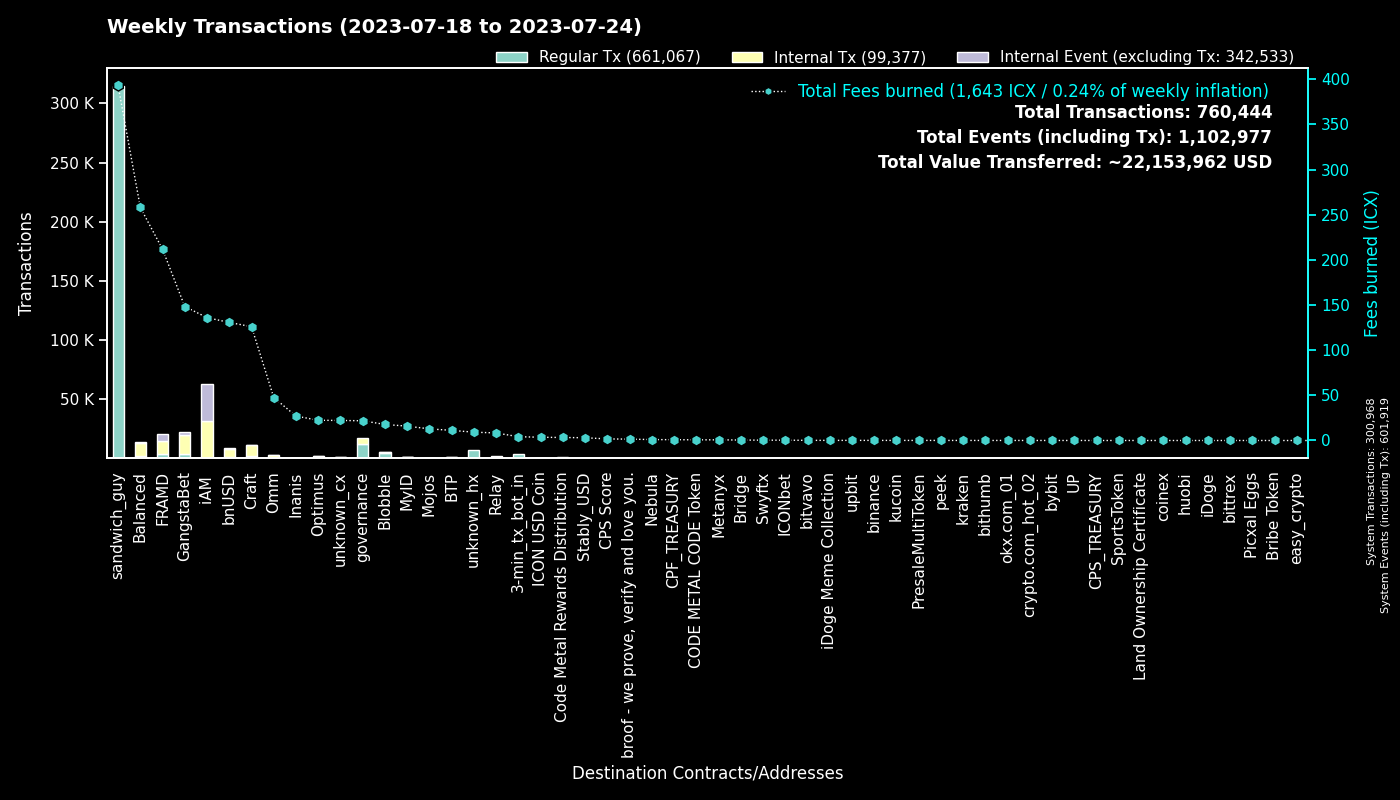 Weekly Transactions (2023-07-18 to 2023-07-24)
Regular Tx (661,067)
Internal Tx (99,377)
Internal Event (excluding Tx: 342,533)
Total Fees burned (1,643 ICX / 0.24% of weekly inflation)
Total Transactions: 760,444
Total Events (including Tx): 1,102,977
Total Value Transferred: ~22,153,962 USD
Transactions
300 K
250 K
200 K
150 K
100 K
50 K
400
350
300
250
200
150
100
50
0
Fees burned (ICX)
System Transactions: 300,968
System Events (including Tx): 601,919
sandwich_guy
Balanced
FRAMD
GangstaBet
iAM
bnUSD
Craft
Omm
Inanis
Optimus
unknown_cx
governance
Blobble
MyID
Mojos
BTP
unknown_hx
Relay
3-min_tx_bot_in
ICON USD Coin
Code Metal Rewards Distribution
Stably_USD
CPS Score
broof - we prove, verify and love you.
Nebula
CPF_TREASURY
CODE METAL CODE Token
Metanyx
Bridge
Swyftx
ICONbet
bitvavo
iDoge Meme Collection
upbit
binance
kucoin
PresaleMultiToken
peek
kraken
bithumb
okx.com_01
crypto.com_hot_02
bybit
UP
CPS_TREASURY
SportsToken
Land Ownership Certificate
coinex
huobi
iDoge
bittrex
Picxal Eggs
Bribe Token
easy_crypto
Destination Contracts/Addresses